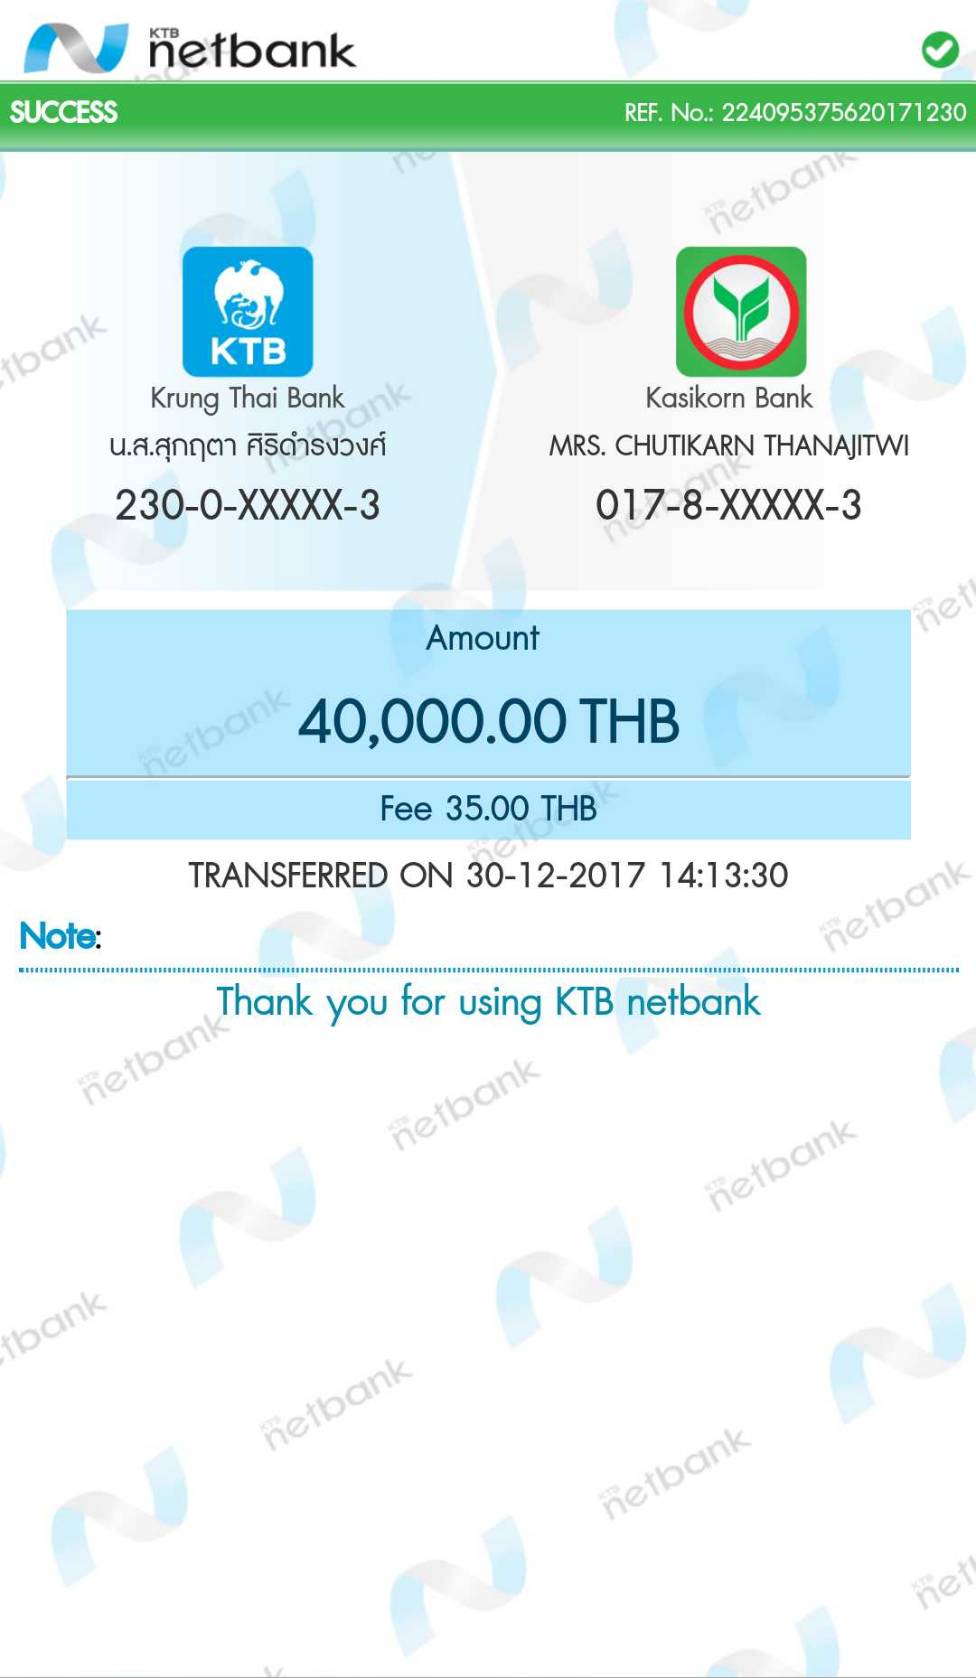 KTB
netbank
SUCCESS
REF. No.: 224095375620171230
KTB
Krung Thai Bank
น.ส.สุกฤตา ศิริดำรงวงศ์
230-0-XXXXX-3
Kasikorn Bank
MRS. CHUTIKARN THANAJITWI
017-8-XXXXX-3
Amount
40,000.00 THB
Fee 35.00 THB
TRANSFERRED ON 30-12-2017 14:13:30
Note:
Thank you for using KTB netbank